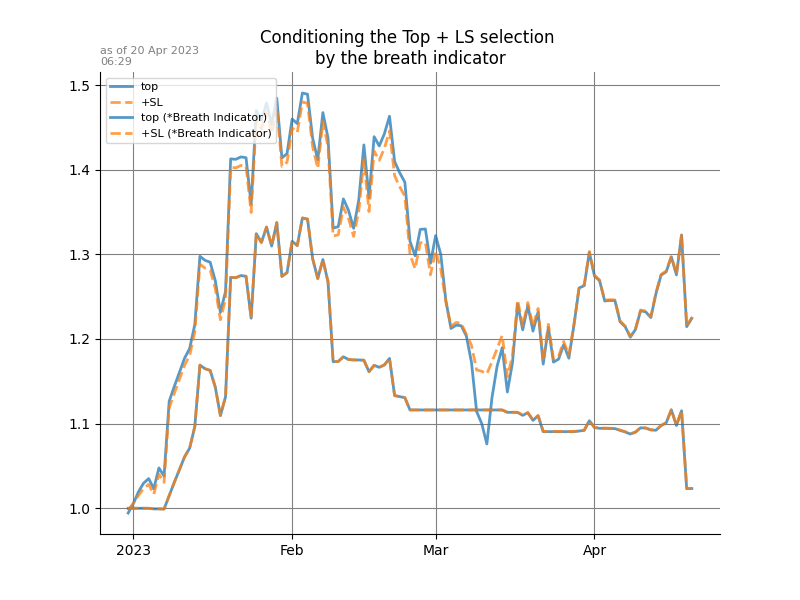 Conditioning the Top + LS selection
by the breath indicator
as of 20 Apr 2023
06:29
top
+SL
top (*Breath Indicator)
+SL (*Breath Indicator)
1.5
1.4
1.3
1.2
1.1
1.0
2023 Feb Mar Apr